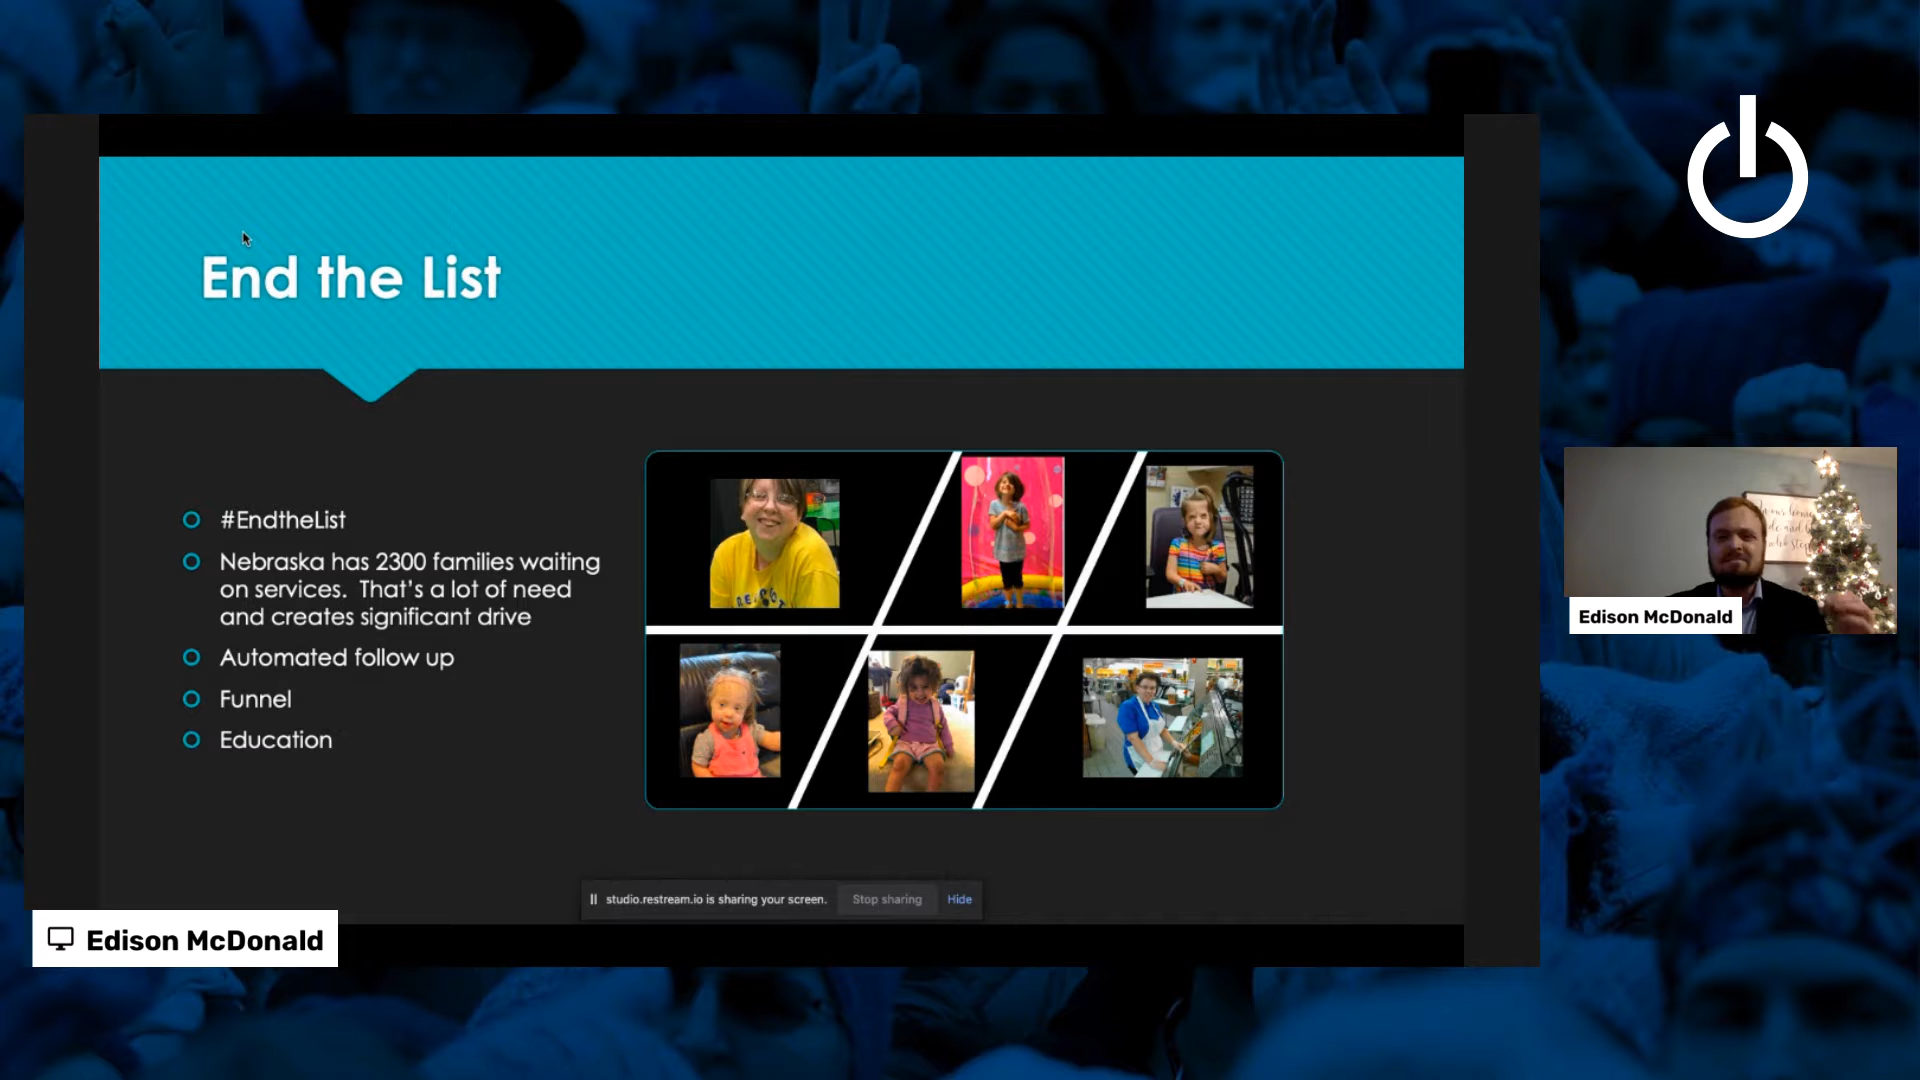 End the List
#EndtheList
Nebraska has 2300 families waiting
on services. That's a lot of need
and creates significant drive
Automated follow up
Funnel
Education
studio.restream.io is sharing your screen.
Stop sharing
Hide
Edison McDonald
Edison McDonald